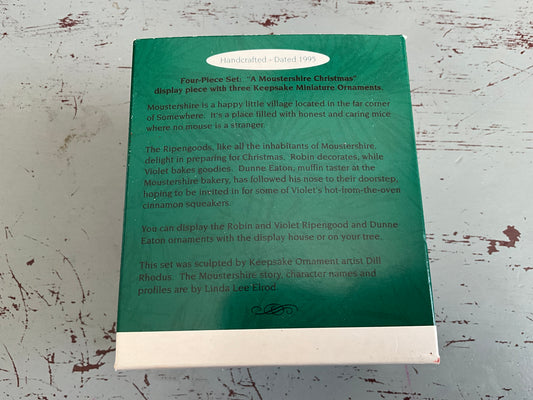 Handcrafted – Dated 1995
Four-Piece Set: "A Moustershire Christmas"
display piece with three Keepsake Miniature Ornaments.
Moustershire is a happy little village located in the far corner
of Somewhere. It's a place filled with honest and caring mice
where no mouse is a stranger.
The Ripengoods, like all the inhabitants of Moustershire,
delight in preparing for Christmas. Robin decorates, while
Violet bakes goodies. Dunne Eaton, muffin taster at the
Moustershire bakery, has followed his nose to their doorstep,
hoping to be incited in for some of Violet's hot-from-the-oven
cinnamon squeakers.
You can display the Robin and Violet Ripengood and Dunne
Eaton ornaments with the display house or on your tree.
This set was sculpted by Keepsake Ornament artist Dill
Rhodus. The Moustershire story, character names and
profiles are by Linda Lee Elrod.